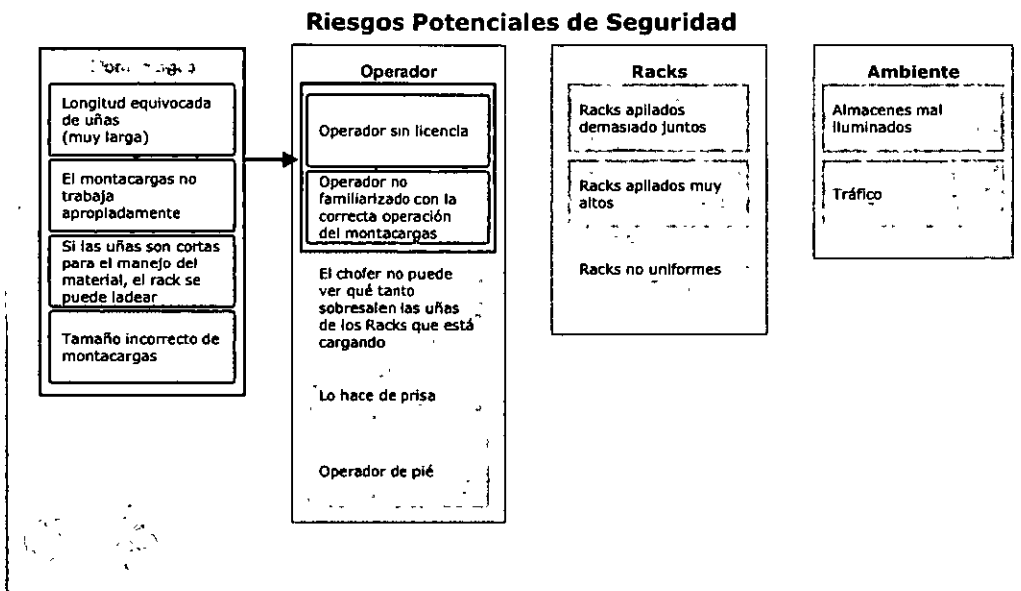 Riesgos Potenciales de Seguridad
Longitud equivocada
de uñas
(muy larga)
El montacargas no
trabaja
apropiadamente
Si las uñas son cortas
para el manejo del
material, el rack se
puede ladear
Tamaño incorrecto de
montacargas
Operador
Operador sin licencia
Operador no
familiarizado con la
correcta operación
del montacargas
El chofer no puede
ver qué tanto
sobresalen las uñas
de los Racks que está
cargando
Lo hace de prisa
Operador de pié
Racks
Racks apilados
demasiado juntos
Racks apilados muy
altos
Racks no uniformes
Ambiente
Almacenes mal
iluminados
Tráfico